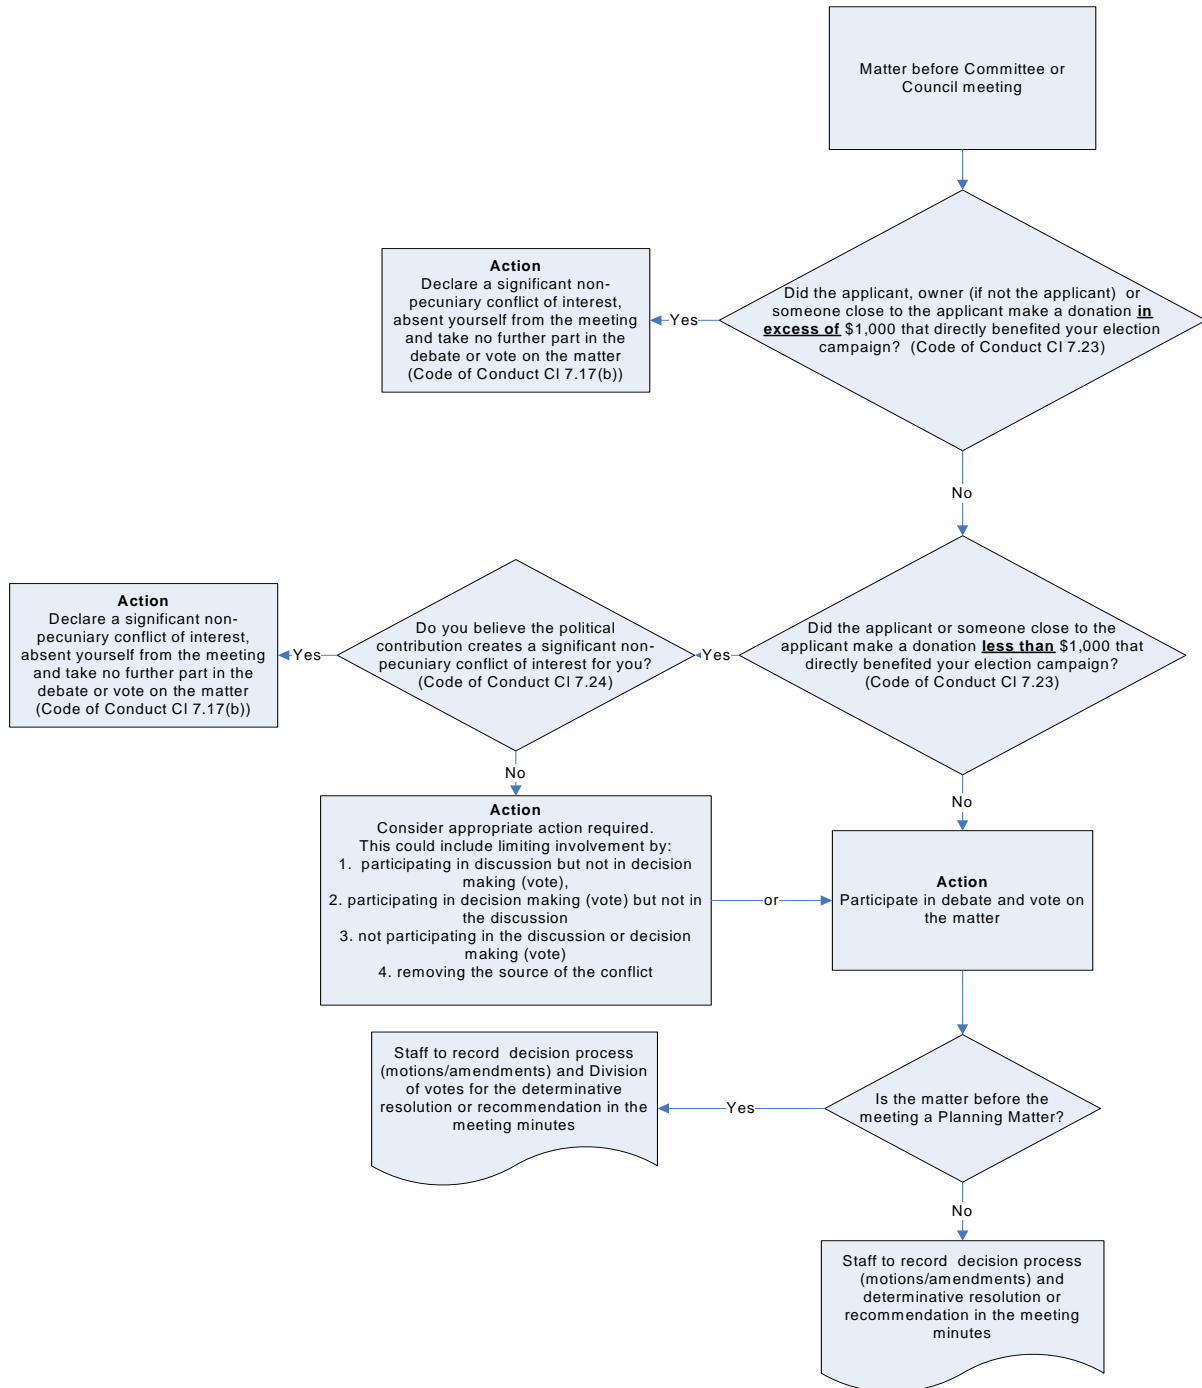 Matter before Committee or
Council meeting
Did the applicant, owner (if not the applicant)  or
someone close to the applicant make a donation in
excess of $1,000 that directly benefited your election
campaign?  (Code of Conduct Cl 7.23)
Yes
Action
Declare a significant non-
pecuniary conflict of interest,
absent yourself from the meeting
and take no further part in the
debate or vote on the matter
(Code of Conduct Cl 7.17(b))
No
Did the applicant or someone close to the
applicant make a donation less than $1,000 that
directly benefited your election campaign?
(Code of Conduct Cl 7.23)
Yes
Do you believe the political
contribution creates a significant non-
pecuniary conflict of interest for you?
(Code of Conduct Cl 7.24)
Yes
Action
Declare a significant non-
pecuniary conflict of interest,
absent yourself from the meeting
and take no further part in the
debate or vote on the matter
(Code of Conduct Cl 7.17(b))
No
Action
Consider appropriate action required.
This could include limiting involvement by:
1.  participating in discussion but not in decision
making (vote),
2. participating in decision making (vote) but not in
the discussion
3. not participating in the discussion or decision
making (vote)
4. removing the source of the conflict
or
No
Action
Participate in debate and vote on
the matter
Is the matter before the
meeting a Planning Matter?
Yes
Staff to record  decision process
(motions/amendments) and Division
of votes for the determinative
resolution or recommendation in the
meeting minutes
No
Staff to record  decision process
(motions/amendments) and
determinative resolution or
recommendation in the meeting
minutes